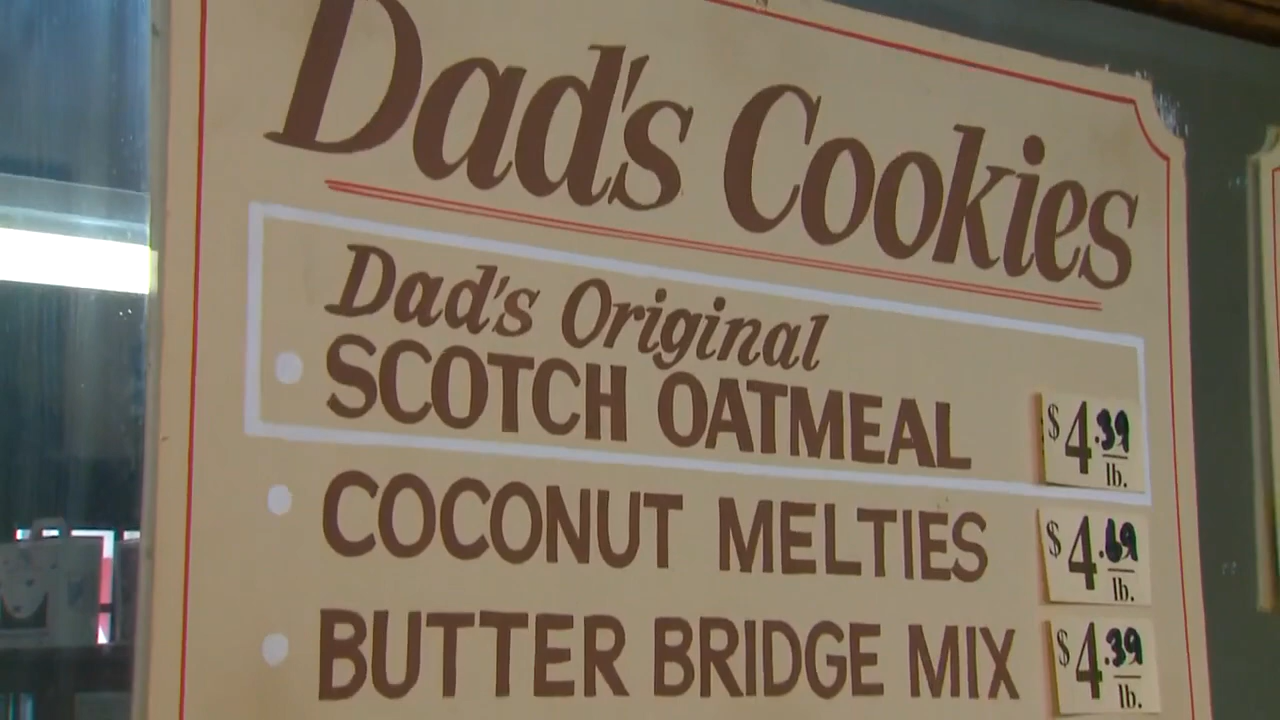 Dad's Cookies
Dad's Original
SCOTCH OATMEAL $4.39 lb.
COCONUT MELTIES $4.69 lb.
BUTTER BRIDGE MIX $4.39 lb.